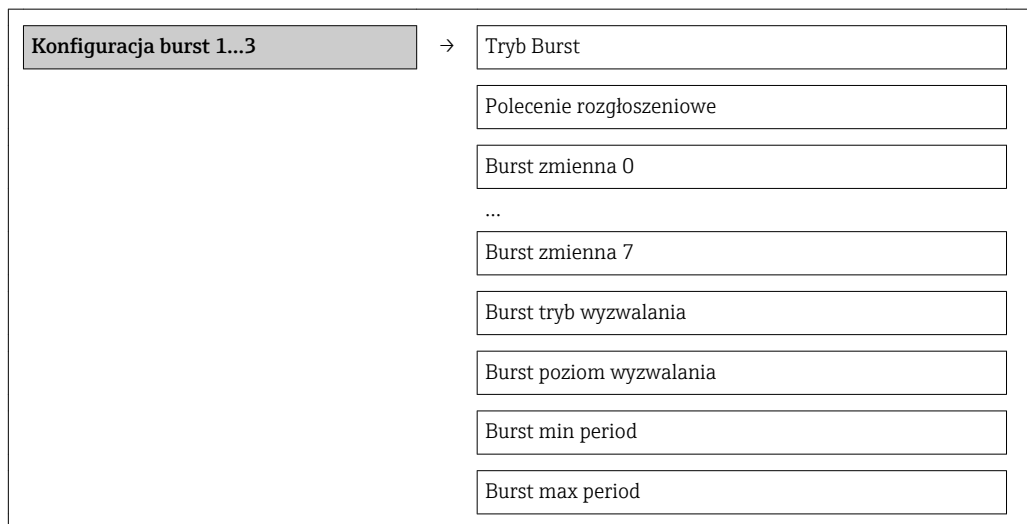 Konfiguracja burst 1…3 → Tryb Burst
Polecenie rozgłoszeniowe
Burst zmienna 0
…
Burst zmienna 7
Burst tryb wyzwalania
Burst poziom wyzwalania
Burst min period
Burst max period